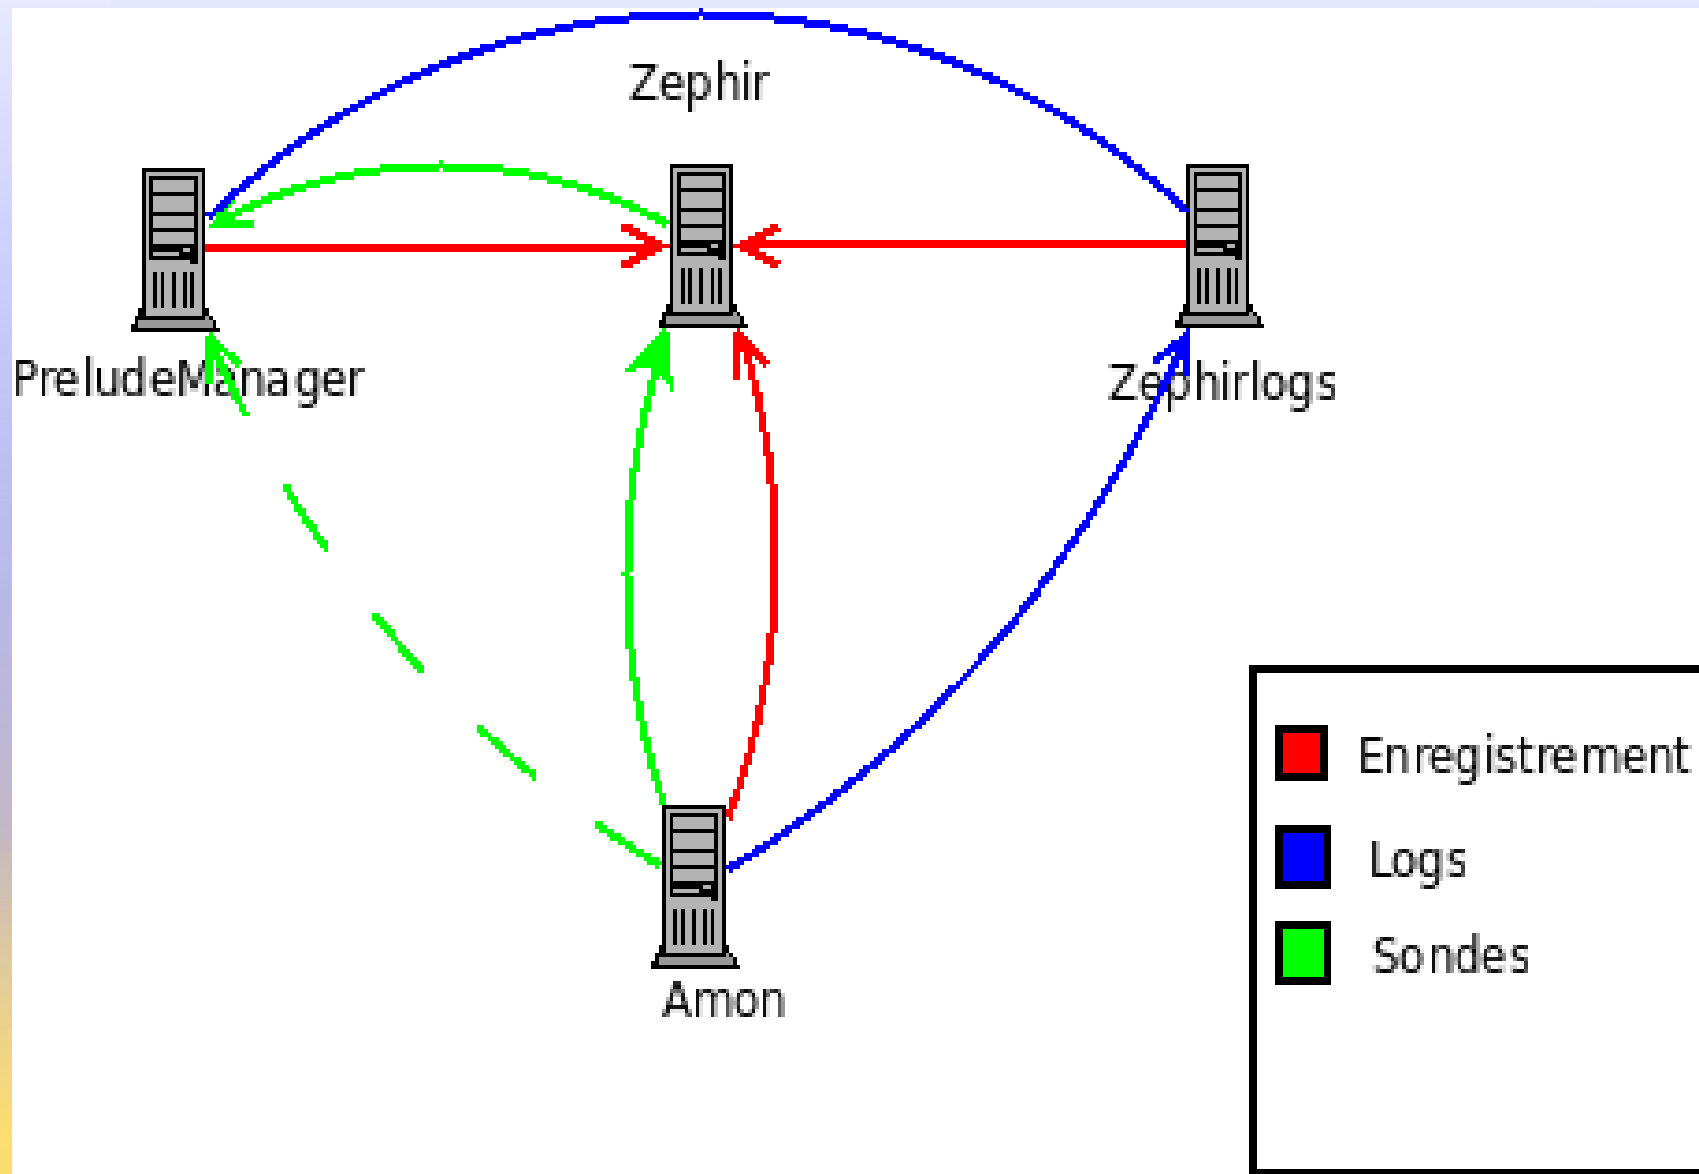 Zephir
PreludeManager
Zephirlogs
Amon
Enregistrement
Logs
Sondes